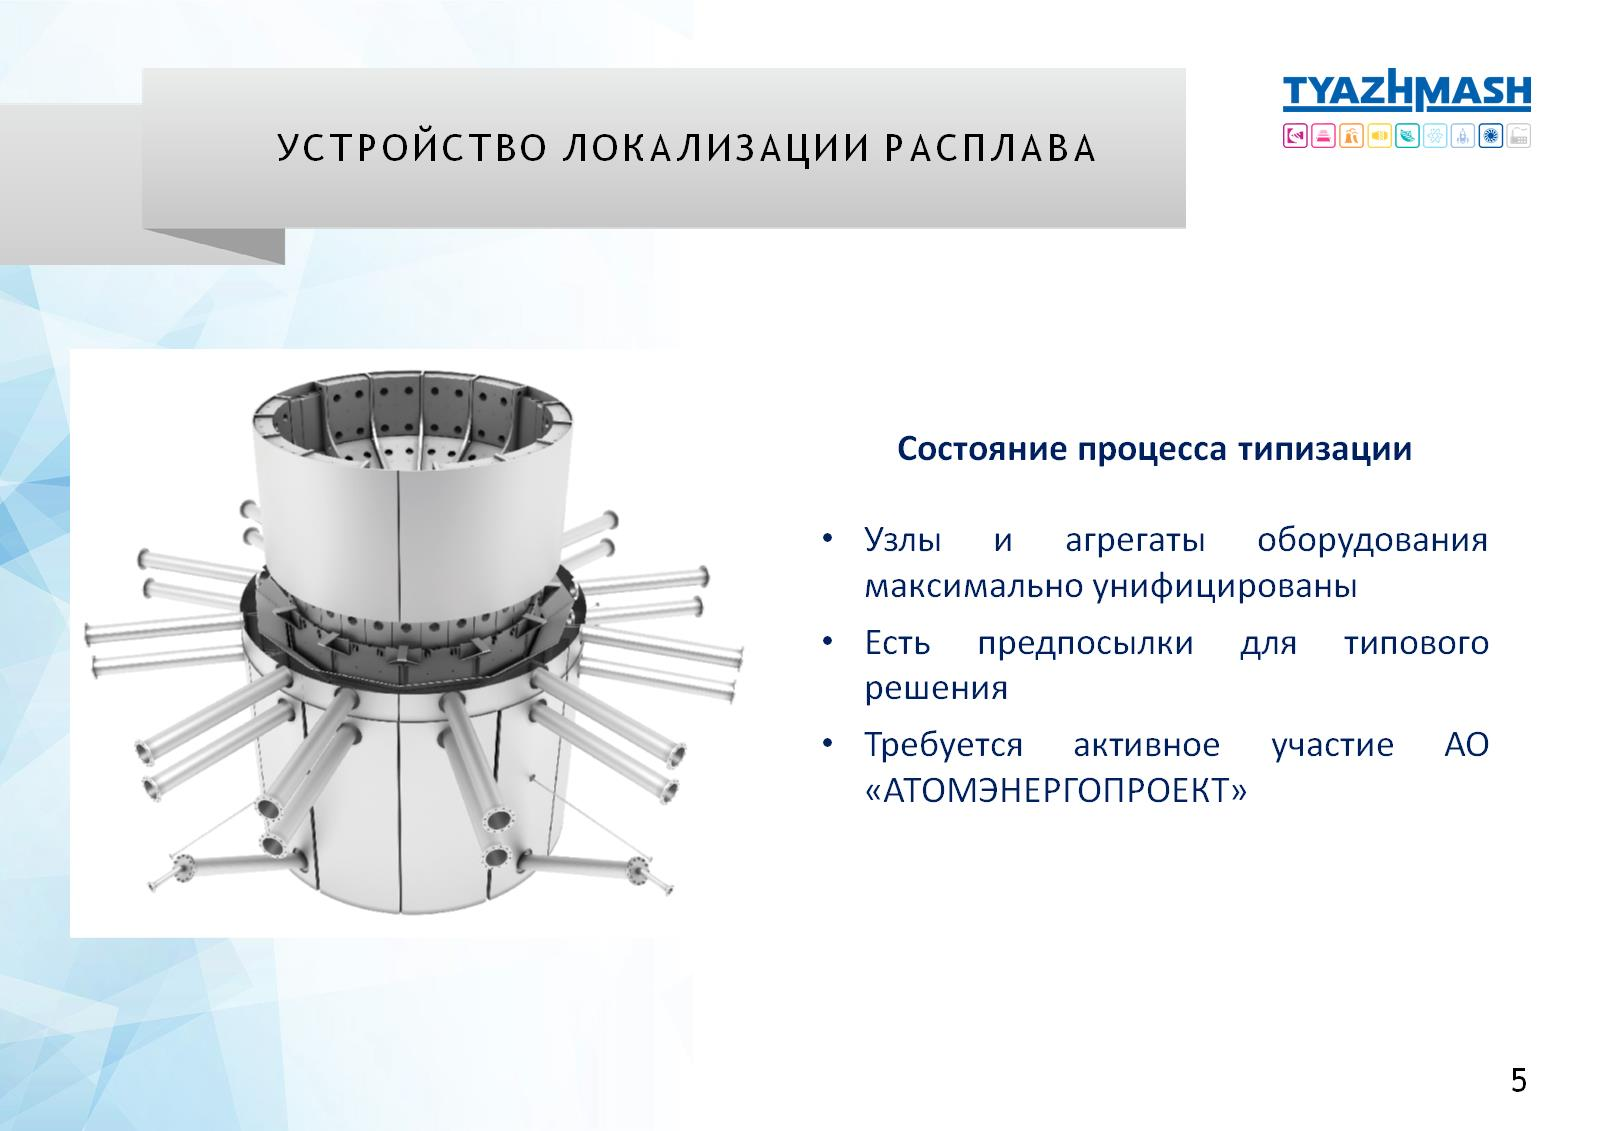 УСТРОЙСТВО ЛОКАЛИЗАЦИИ РАСПЛАВА
TYAZHMASH
Состояние процесса типизации
• Узлы и агрегаты оборудования
максимально унифицированы
• Есть предпосылки для типового
решения
• Требуется активное участие АО
«АТОМЭНЕРГОПРОЕКТ»
5